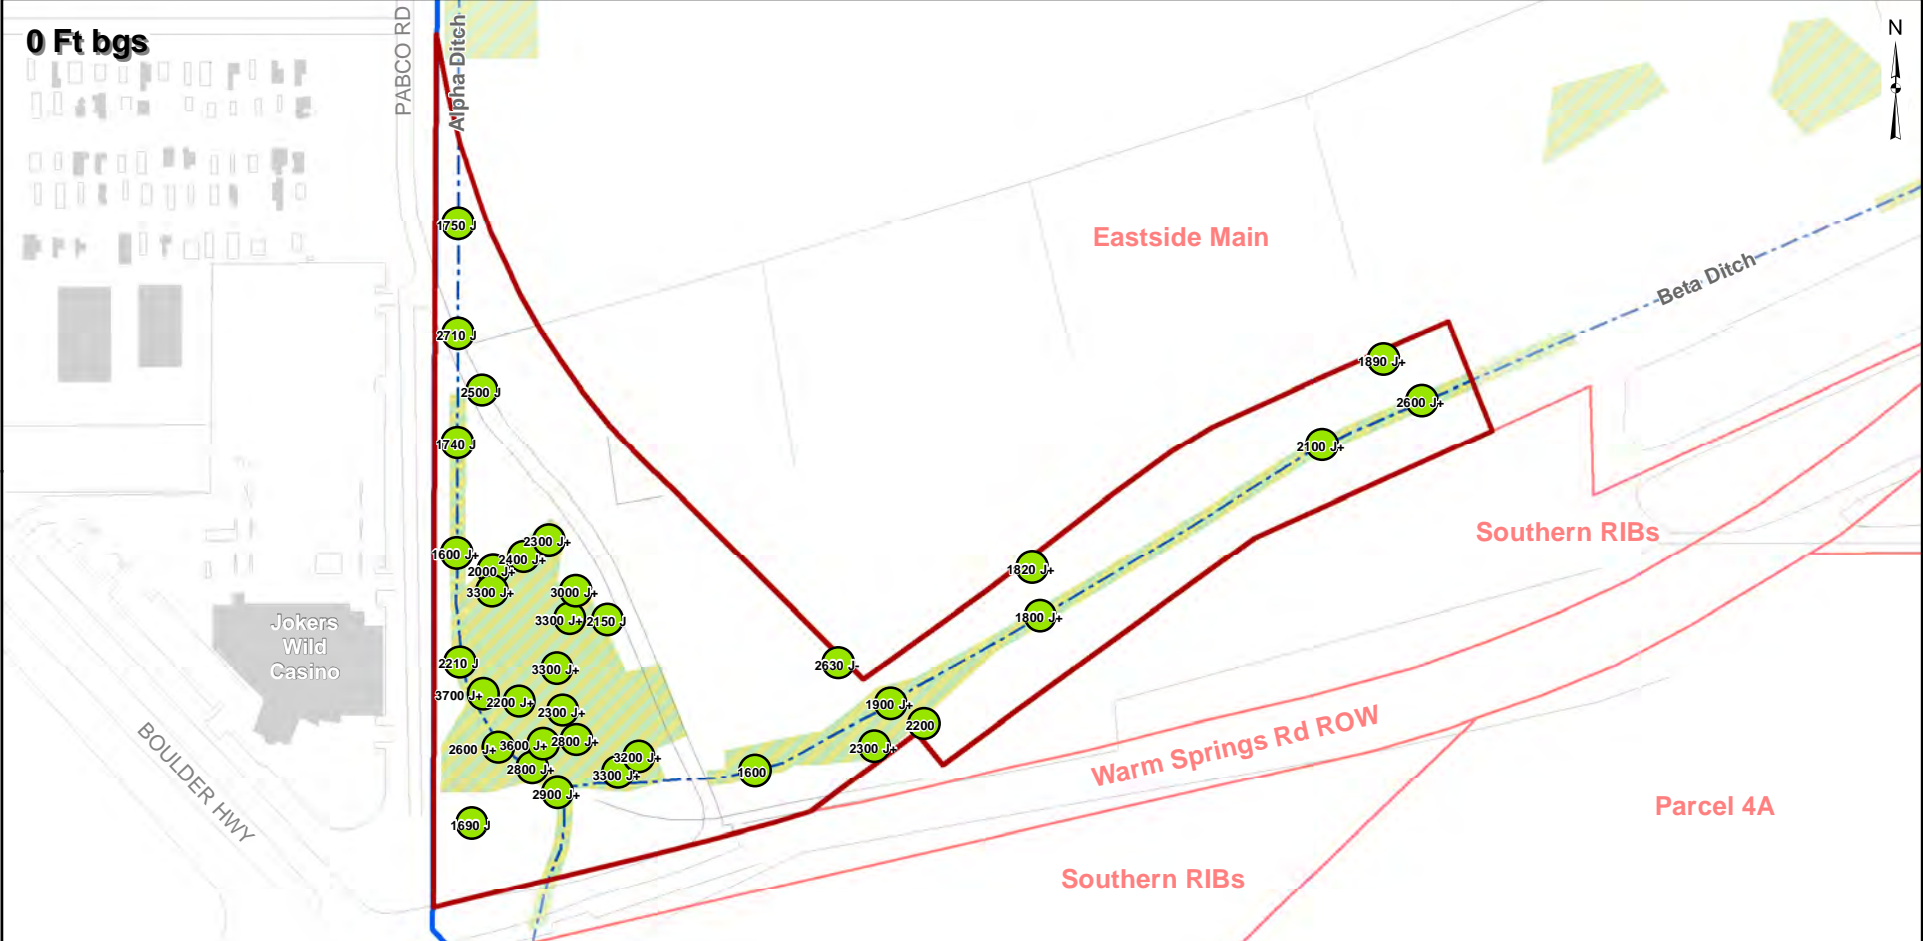 0 Ft bgs
PABCO RD
Alpha Ditch
N
1750 J
Eastside Main
Beta Ditch
2710 J
1890 J+
2500 J
2600 J+
1740 J
2100 J+
Southern RIBs
2300 J+
1600 J+
2400 J+
2000 J+
1820 J+
3300 J+
3000 J+
3300 J+
2150 J
1800 J+
Jokers
Wild
Casino
2210 J
3300 J+
2630 J-
3700 J+
2200 J+
1900 J+
2300 J+
2200
Warm Springs Rd ROW
2600 J+
3600 J+
2800 J+
2300 J+
3200 J+
2800 J+
3300 J+
1600
BOULDER HWY
2900 J+
Parcel 4A
1690 J
Southern RIBs